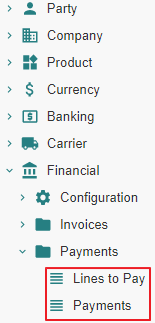 Party
Company
Product
Currency
Banking
Carrier
Financial
Configuration
Invoices
Payments
Lines to Pay
Payments